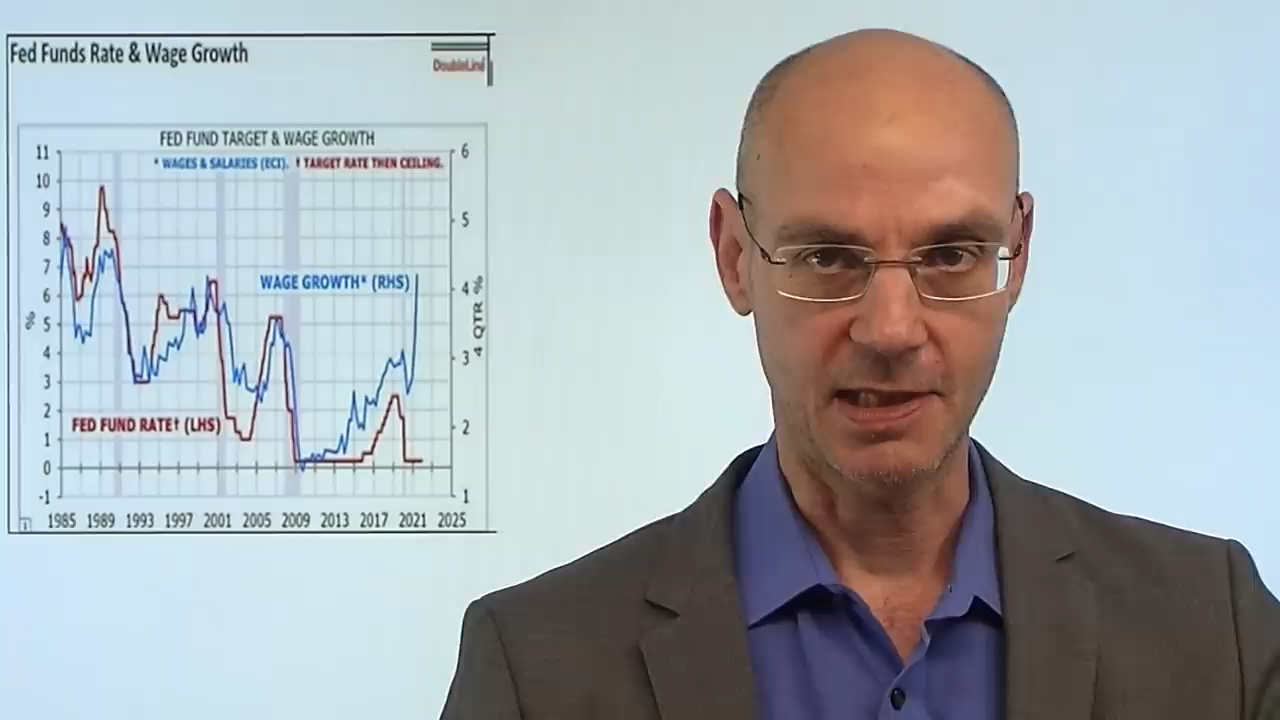 Fed Funds Rate & Wage Growth
DoubleLine
FED FUND TARGET & WAGE GROWTH
* WAGES & SALARIES (ECI). † TARGET RATE THEN CEILING.
11
10
9
8
7
6
5
4
3
2
1
0
-1
%
6
5
4
3
2
1
4 QTR %
WAGE GROWTH* (RHS)
FED FUND RATE† (LHS)
1985 1989 1993 1997 2001 2005 2009 2013 2017 2021 2025